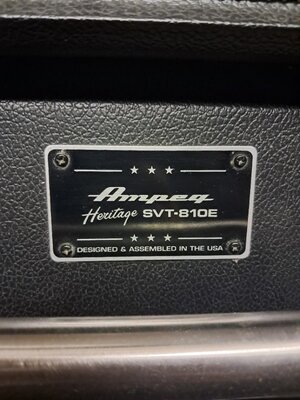 Ampeg
Heritage SVT-810E
DESIGNED & ASSEMBLED IN THE USA